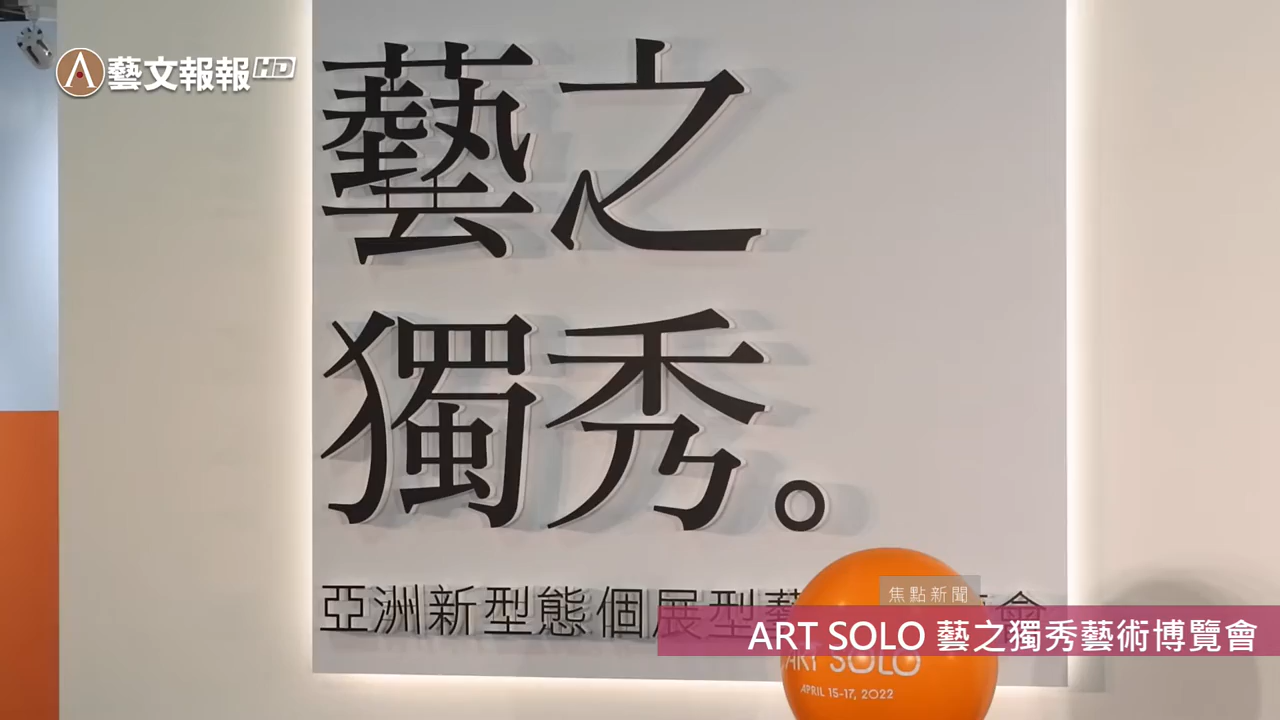 藝文報報HD
藝之
獨秀。
亞洲新型態個展型藝 會
焦點新聞
ART SOLO 藝之獨秀藝術博覽會
ART SOLO
APRIL 15-17, 2022